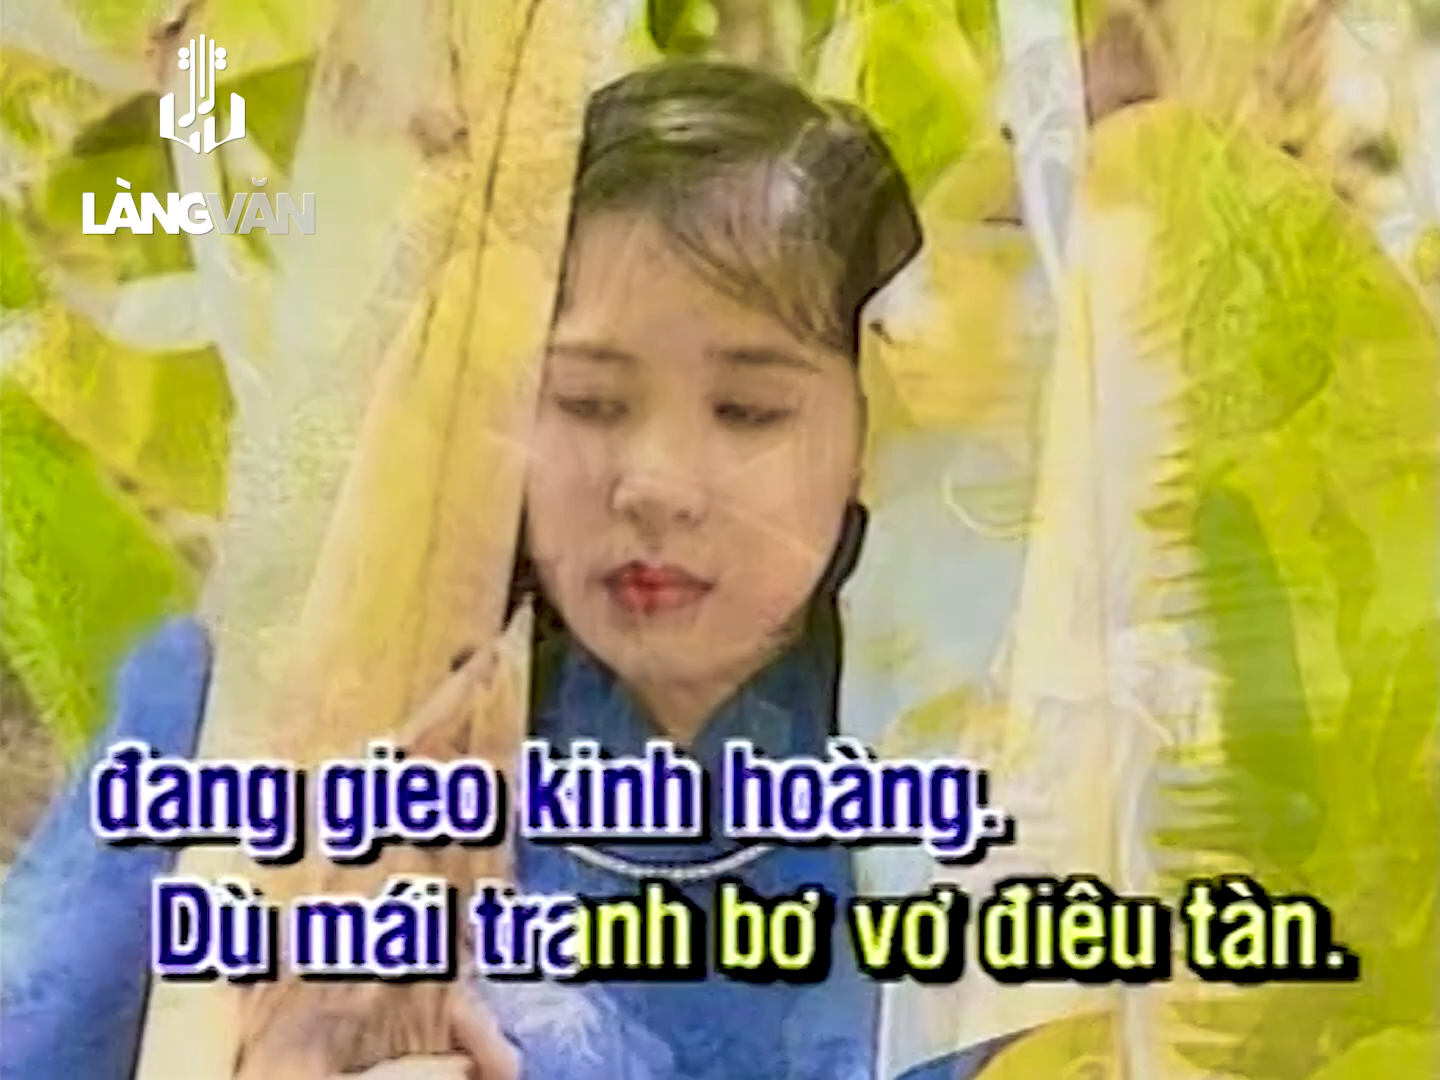 LÀNGVĂN
đang gieo kinh hoàng.
Dù mái tranh bơ vơ điêu tàn.